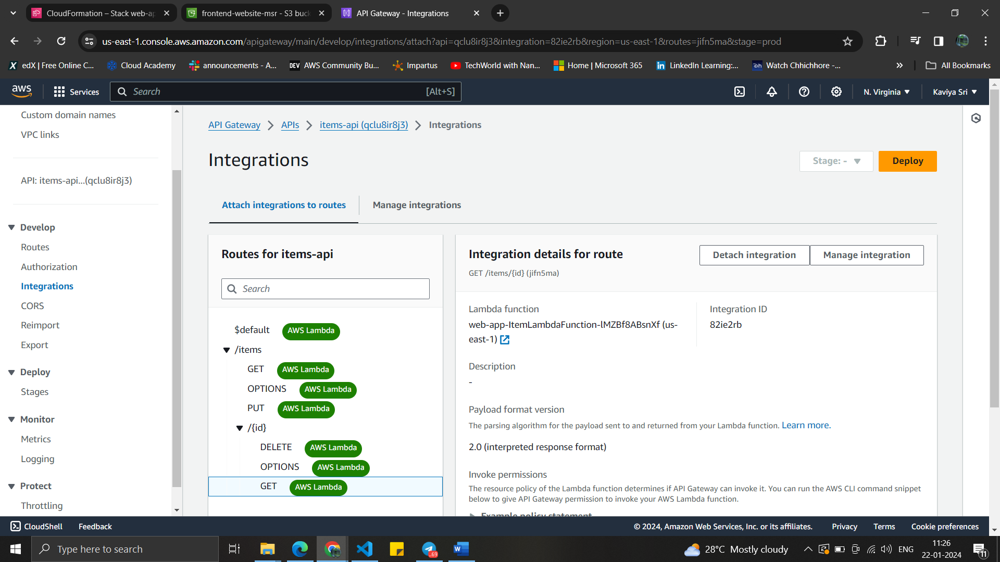 CloudFormation – Stack web-ap
frontend-website-msr - S3 buck
API Gateway - Integrations
us-east-1.console.aws.amazon.com/apigateway/main/develop/integrations/attach?api=qclu8ir8j3&integration=82ie2rb&region=us-east-1&routes=jifn5ma&stage=prod
edX | Free Online C...
Cloud Academy
announcements - A...
DEV AWS Community Bu...
Impartus
TechWorld with Nan...
Home | Microsoft 365
LinkedIn Learning:...
Watch Chhichhore -...
All Bookmarks
aws
Services
Search
[Alt+S]
N. Virginia
Kaviya Sri
Custom domain names
VPC links
API: items-api...(qclu8ir8j3)
Develop
Routes
Authorization
Integrations
CORS
Reimport
Export
Deploy
Stages
Monitor
Metrics
Logging
Protect
Throttling
API Gateway
APIs
items-api (qclu8ir8j3)
Integrations
Integrations
Stage: -
Deploy
Attach integrations to routes
Manage integrations
Routes for items-api
Search
$default AWS Lambda
/items
GET AWS Lambda
OPTIONS AWS Lambda
PUT AWS Lambda
/{id}
DELETE AWS Lambda
OPTIONS AWS Lambda
GET AWS Lambda
Integration details for route
Detach integration
Manage integration
GET /items/{id} (jifn5ma)
Lambda function
web-app-ItemLambdaFunction-lMZBf8ABsnXf (us-
east-1)
Integration ID
82ie2rb
Description
-
Payload format version
The parsing algorithm for the payload sent to and returned from your Lambda function. Learn more.
2.0 (interpreted response format)
Invoke permissions
The resource policy of the Lambda function determines if API Gateway can invoke it. You can run the AWS CLI command snippet
below to give API Gateway permission to invoke your AWS Lambda function.
Example policy statement
CloudShell
Feedback
© 2024, Amazon Web Services, Inc. or its affiliates.
Privacy
Terms
Cookie preferences
Type here to search
28°C Mostly cloudy
ENG
11:26
22-01-2024
11